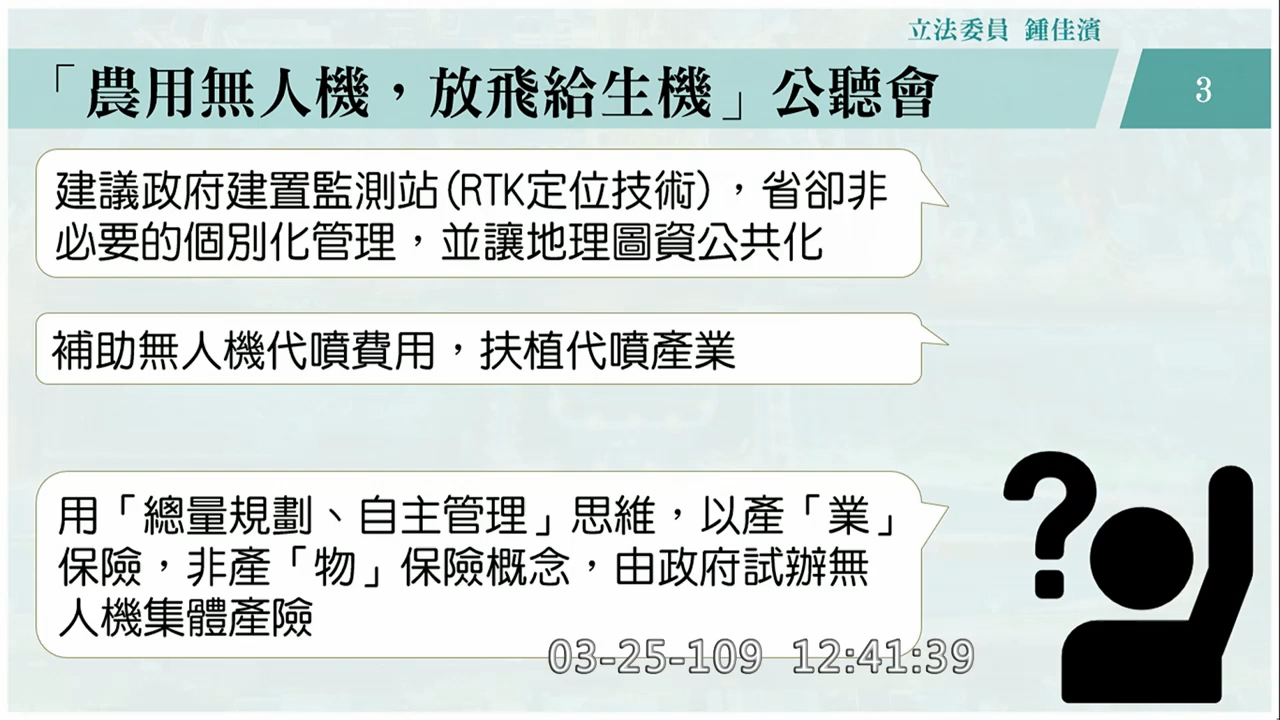 立法委員 鍾佳濱
「農用無人機，放飛給生機」公聽會
3
建議政府建置監測站(RTK定位技術)，省卻非
必要的個別化管理，並讓地理圖資公共化
補助無人機代噴費用，扶植代噴產業
用「總量規劃、自主管理」思維，以產「業」
保險，非產「物」保險概念，由政府試辦無
人機集體產險
?
03-25-109 12:41:39